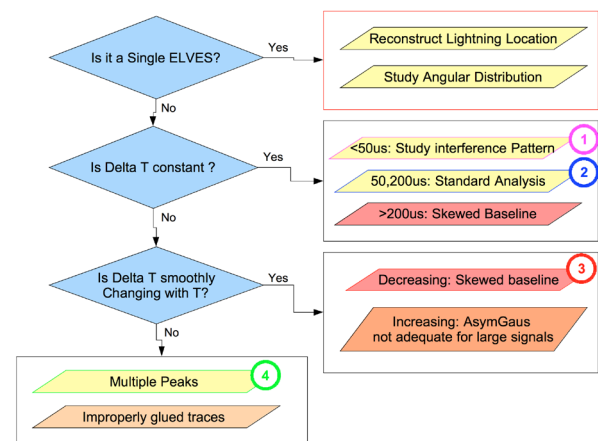 Is it a Single ELVES?
Yes
Reconstruct Lightning Location
Study Angular Distribution
No
Is Delta T constant ?
Yes
<50us: Study interference Pattern
1
50,200us: Standard Analysis
2
>200us: Skewed Baseline
No
Is Delta T smoothly
Changing with T?
Yes
Decreasing: Skewed baseline
3
Increasing: AsymGaus
not adequate for large signals
No
Multiple Peaks
4
Improperly glued traces